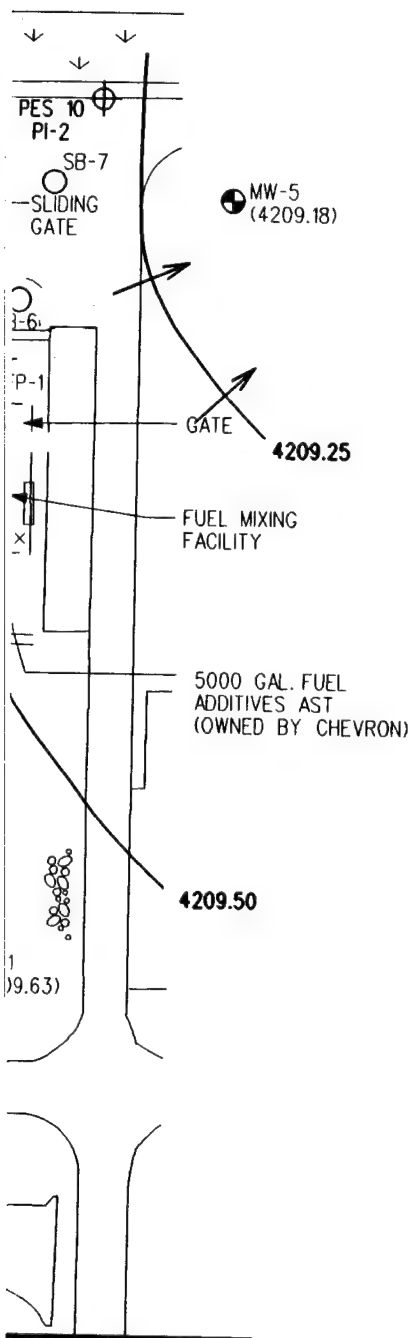 PES 10
PI-2
SB-7
SLIDING
GATE
MW-5
(4209.18)
GATE
4209.25
FUEL MIXING
FACILITY
X
5000 GAL. FUEL
ADDITIVES AST
(OWNED BY CHEVRON)
4209.50